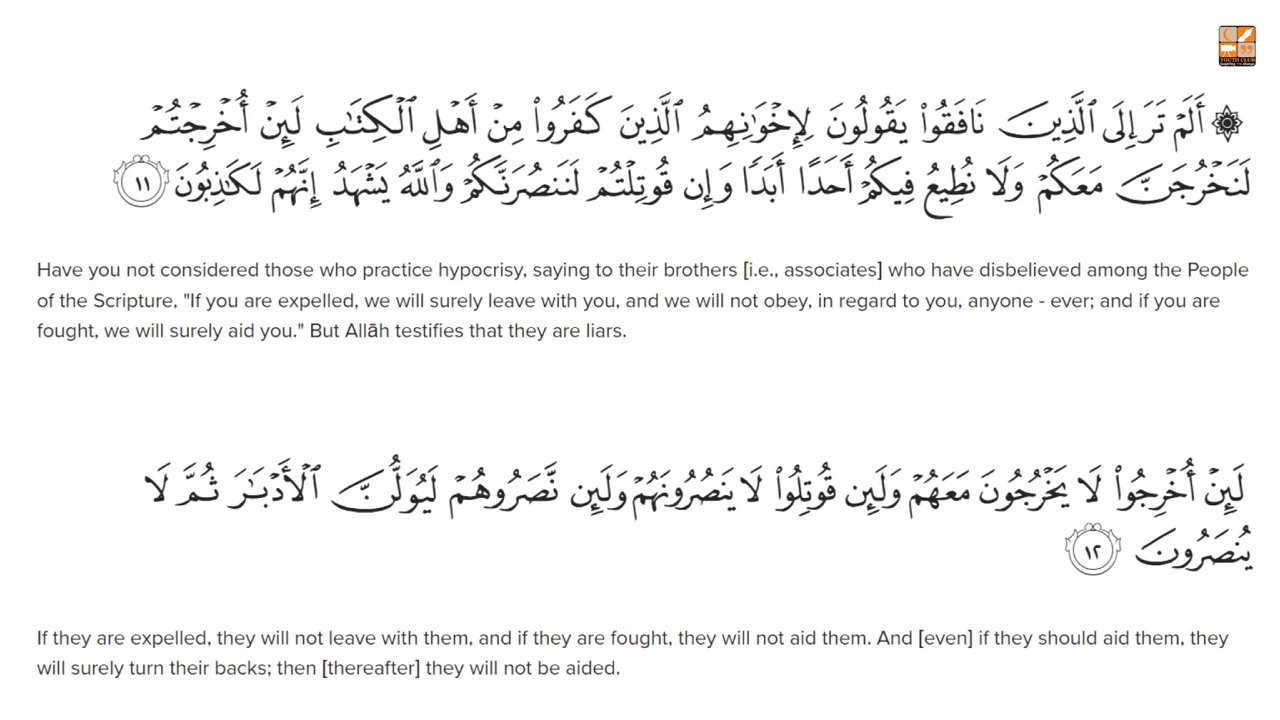 YOUTH CLUB
۞ أَلَمۡ تَرَ إِلَى ٱلَّذِينَ نَافَقُواْ يَقُولُونَ لِإِخۡوَٰنِهِمُ ٱلَّذِينَ كَفَرُواْ مِنۡ أَهۡلِ ٱلۡكِتَٰبِ لَئِنۡ أُخۡرِجۡتُمۡ
لَنَخۡرُجَنَّ مَعَكُمۡ وَلَا نُطِيعُ فِيكُمۡ أَحَدًا أَبَدٗا وَإِن قُوتِلۡتُمۡ لَنَنصُرَنَّكُمۡ وَٱللَّهُ يَشۡهَدُ إِنَّهُمۡ لَكَٰذِبُونَ ١١
Have you not considered those who practice hypocrisy, saying to their brothers [i.e., associates] who have disbelieved among the People
of the Scripture, "If you are expelled, we will surely leave with you, and we will not obey, in regard to you, anyone - ever; and if you are
fought, we will surely aid you." But Allāh testifies that they are liars.
لَئِنۡ أُخۡرِجُواْ لَا يَخۡرُجُونَ مَعَهُمۡ وَلَئِن قُوتِلُواْ لَا يَنصُرُونَهُمۡ وَلَئِن نَّصَرُوهُمۡ لَيُوَلُّنَّ ٱلۡأَدۡبَٰرَ ثُمَّ لَا
يُنصَرُونَ ١٢
If they are expelled, they will not leave with them, and if they are fought, they will not aid them. And [even] if they should aid them, they
will surely turn their backs; then [thereafter] they will not be aided.